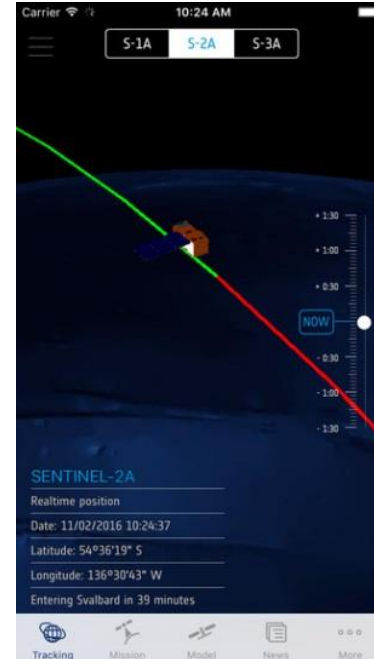 Carrier 10:24 AM
S-1A S-2A S-3A
+ 1:30
+ 1:00
+ 0:30
NOW
- 0:30
- 1:00
- 1:30
SENTINEL-2A
Realtime position
Date: 11/02/2016 10:24:37
Latitude: 54°36'19" S
Longitude: 136°30'43" W
Entering Svalbard in 39 minutes
Tracking Mission Model News More